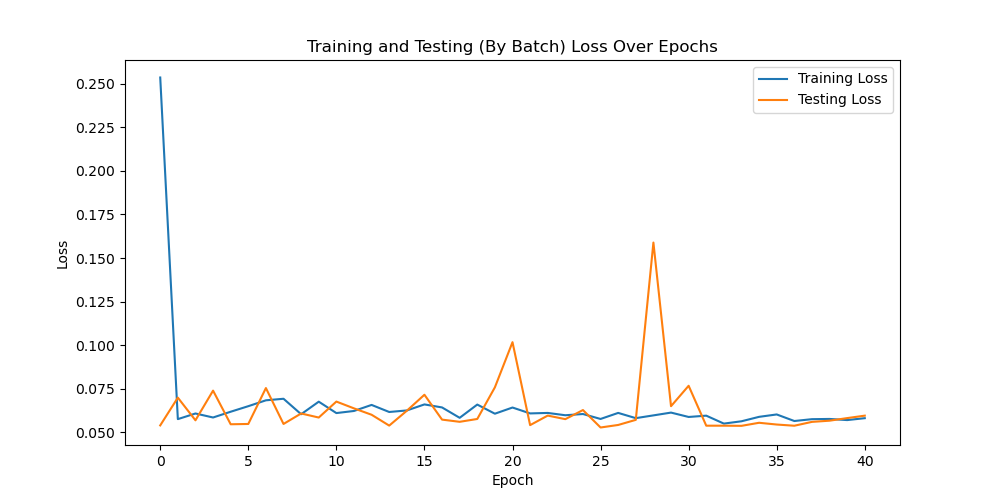 Training and Testing (By Batch) Loss Over Epochs
Training Loss
Testing Loss
0.250
0.225
0.200
0.175
0.150
0.125
0.100
0.075
0.050
Loss
0 5 10 15 20 25 30 35 40
Epoch